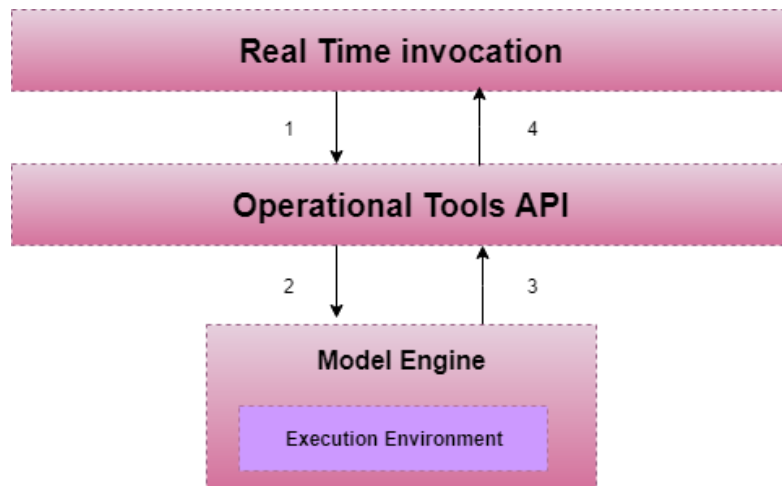 Real Time invocation
1
4
Operational Tools API
2
3
Model Engine
Execution Environment